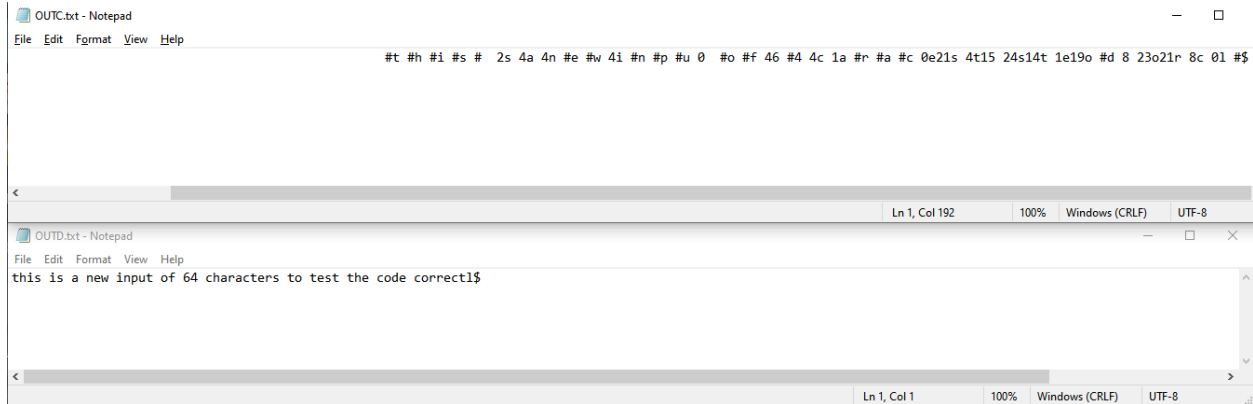 OUTC.txt - Notepad
File Edit Format View Help
#t #h #i #s #  2s 4a 4n #e #w 4i #n #p #u 0  #o #f 46 #4 4c 1a #r #a #c 0e21s 4t15 24s14t 1e19o #d 8 23o21r 8c 0l #$
Ln 1, Col 192 100% Windows (CRLF) UTF-8
OUTD.txt - Notepad
File Edit Format View Help
this is a new input of 64 characters to test the code correctl$
Ln 1, Col 1 100% Windows (CRLF) UTF-8